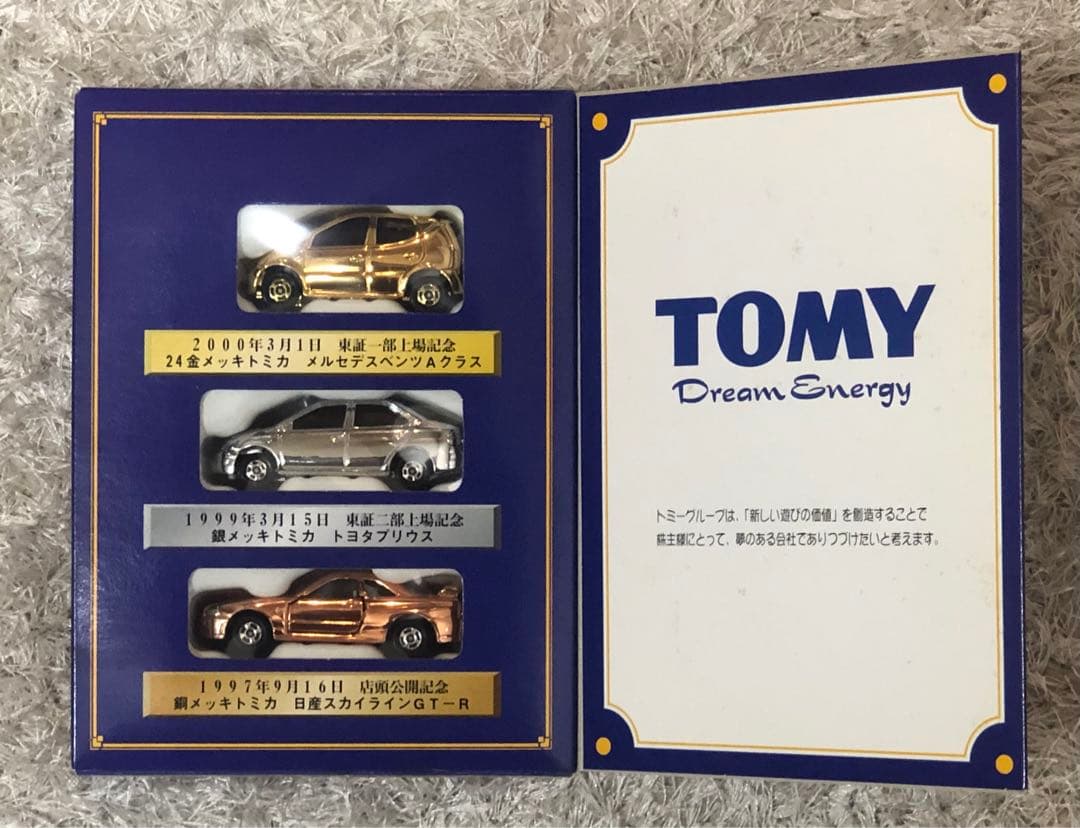 2000年3月1日 東証一部上場記念
24金メッキトミカ メルセデスベンツAクラス
1999年3月15日 東証二部上場記念
銀メッキトミカ トヨタプリウス
1997年9月16日 店頭公開記念
銅メッキトミカ 日産スカイラインGT-R
TOMY
Dream Energy
トミーグループは、「新しい遊びの価値」を創造することで
株主様にとって、夢のある会社でありつづけたいと考えます。